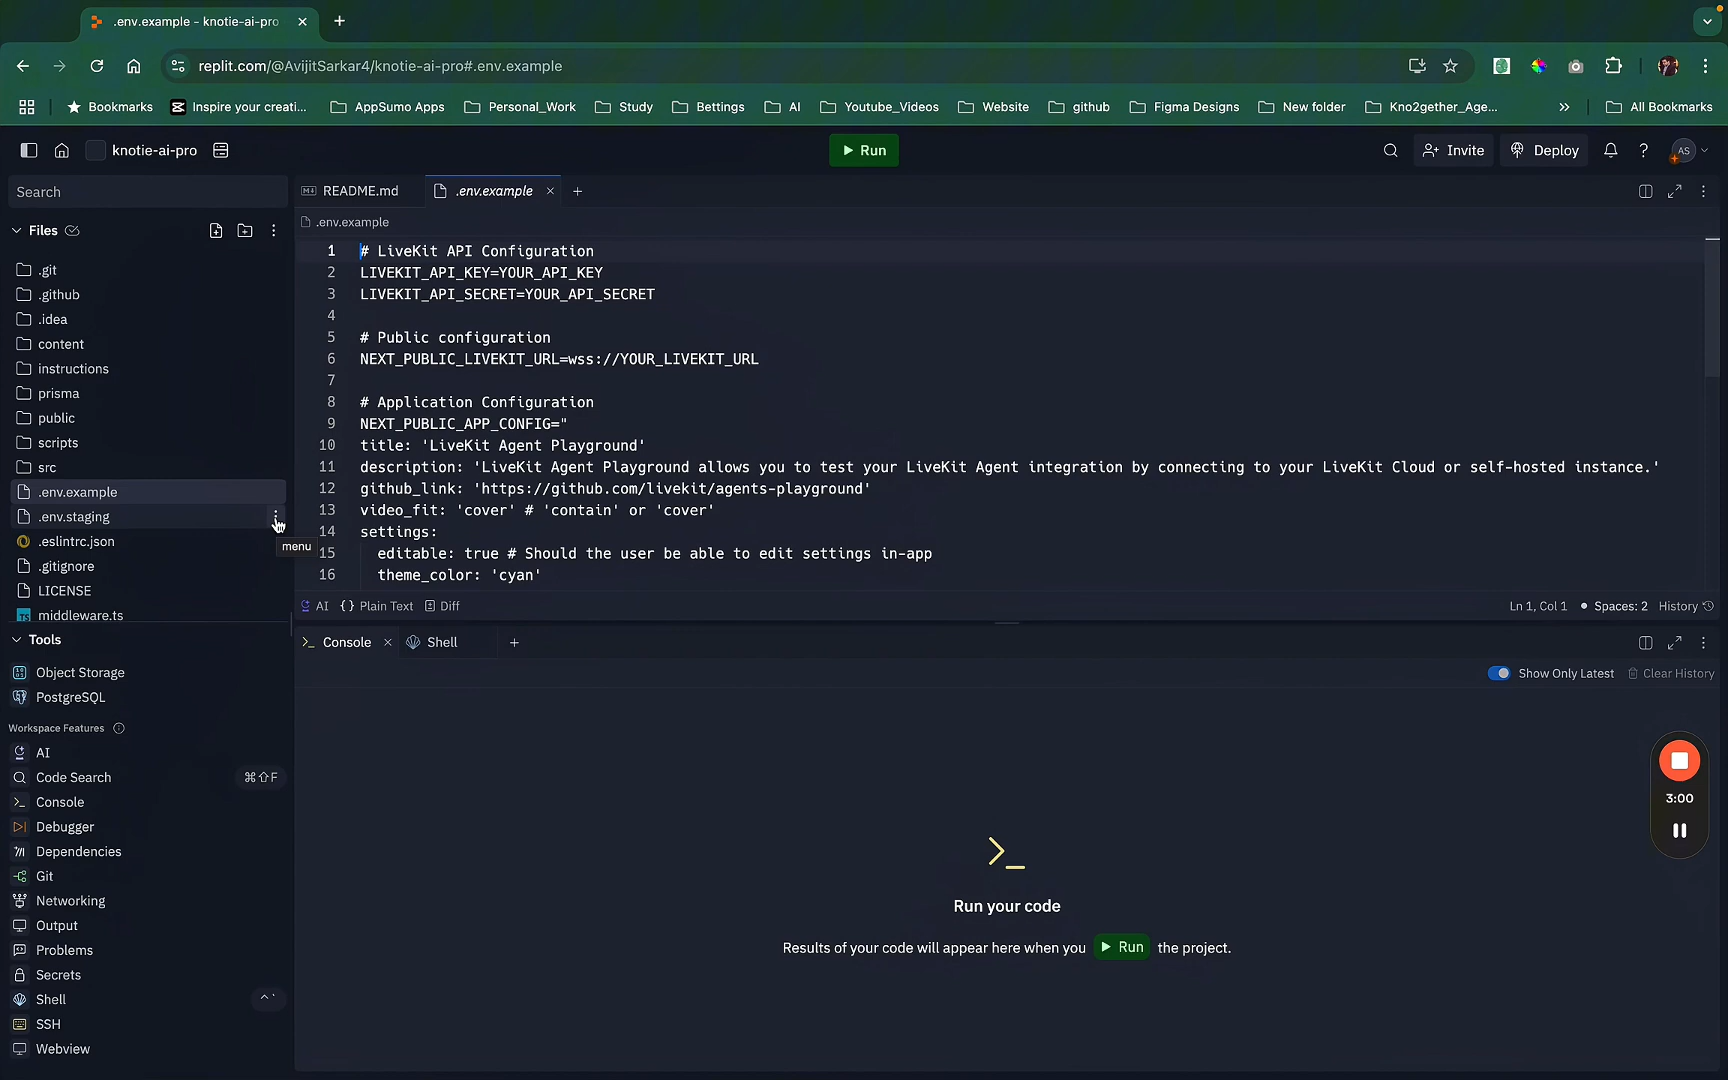 .env.example - knotie-ai-pro
replit.com/@AvijitSarkar4/knotie-ai-pro#.env.example
Bookmarks
Inspire your creati...
AppSumo Apps
Personal_Work
Study
Bettings
AI
Youtube_Videos
Website
github
Figma Designs
New folder
Kno2gether_Age...
All Bookmarks
knotie-ai-pro
Run
Invite
Deploy
AS
Search
Files
.git
.github
.idea
content
instructions
prisma
public
scripts
src
.env.example
.env.staging
menu
.eslintrc.json
.gitignore
LICENSE
middleware.ts
Tools
Object Storage
PostgreSQL
Workspace Features
AI
Code Search ⌘⇧F
Console
Debugger
Dependencies
Git
Networking
Output
Problems
Secrets
Shell ^`
SSH
Webview
README.md
.env.example
.env.example
1 # LiveKit API Configuration
2 LIVEKIT_API_KEY=YOUR_API_KEY
3 LIVEKIT_API_SECRET=YOUR_API_SECRET
4
5 # Public configuration
6 NEXT_PUBLIC_LIVEKIT_URL=wss://YOUR_LIVEKIT_URL
7
8 # Application Configuration
9 NEXT_PUBLIC_APP_CONFIG="
10 title: 'LiveKit Agent Playground'
11 description: 'LiveKit Agent Playground allows you to test your LiveKit Agent integration by connecting to your LiveKit Cloud or self-hosted instance.'
12 github_link: 'https://github.com/livekit/agents-playground'
13 video_fit: 'cover' # 'contain' or 'cover'
14 settings:
15 editable: true # Should the user be able to edit settings in-app
16 theme_color: 'cyan'
AI {} Plain Text Diff
Ln 1, Col 1 • Spaces: 2 History
Console
Shell
Show Only Latest
Clear History
Run your code
Results of your code will appear here when you Run the project.
3:00